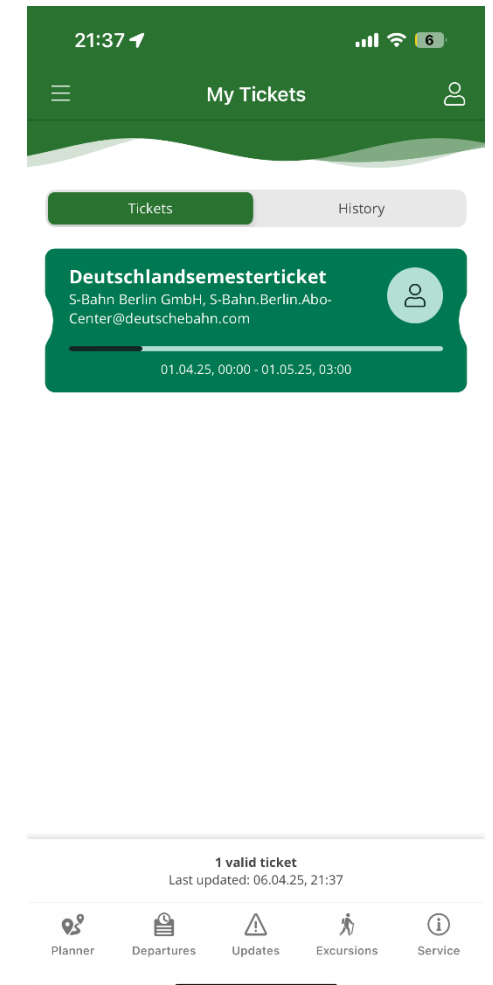 21:37
6
My Tickets
Tickets
History
Deutschlandsemesterticket
S-Bahn Berlin GmbH, S-Bahn.Berlin.Abo-
Center@deutschebahn.com
01.04.25, 00:00 - 01.05.25, 03:00
1 valid ticket
Last updated: 06.04.25, 21:37
Planner
Departures
Updates
Excursions
Service